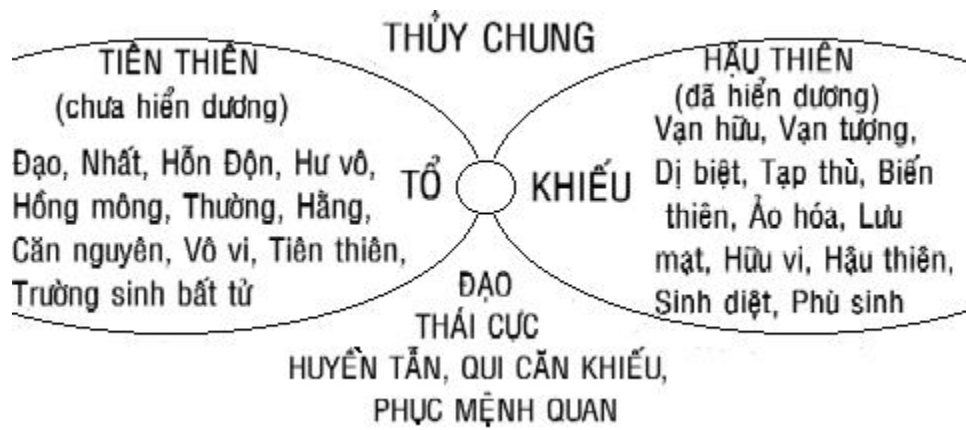 THỦY CHUNG
TIÊN THIÊN
(chưa hiển dương)
Đạo, Nhất, Hỗn Độn, Hư vô,
Hồng mông, Thường, Hằng,
Căn nguyên, Vô vi, Tiên thiên,
Trường sinh bất tử
TỔ KHIẾU
HẬU THIÊN
(đã hiển dương)
Vạn hữu, Vạn tượng,
Dị biệt, Tạp thù, Biến
thiên, Ảo hóa, Lưu
mạt, Hữu vi, Hậu thiên,
Sinh diệt, Phù sinh
ĐẠO
THÁI CỰC
HUYỀN TẪN, QUI CĂN KHIẾU,
PHỤC MỆNH QUAN